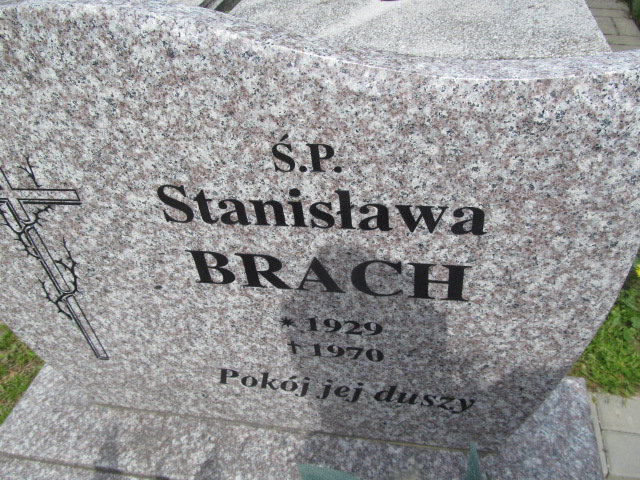 Ś.P.
Stanisława
BRACH
* 1929
† 1970
Pokój jej duszy